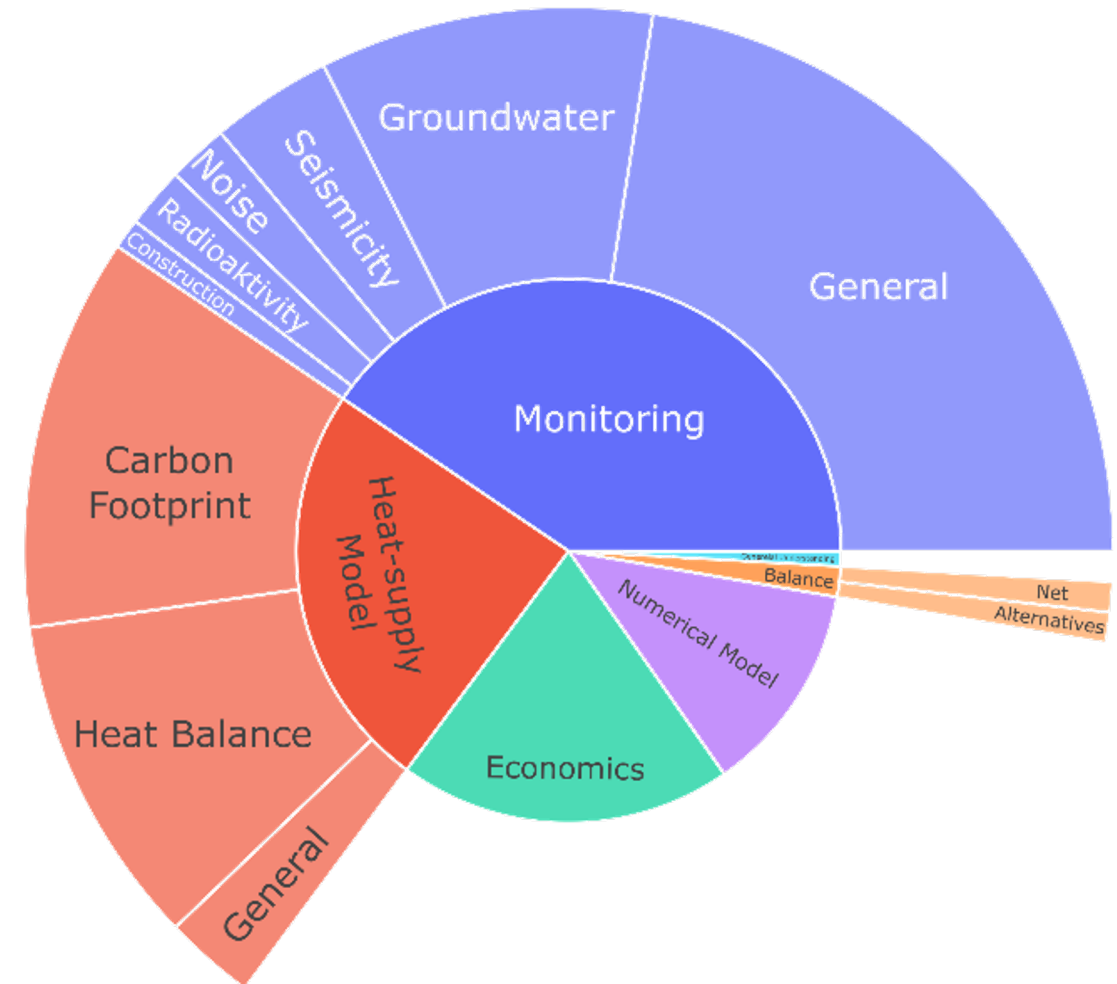 Groundwater
General
Seismicity
Noise
Radioaktivity
Construction
Monitoring
Carbon
Footprint
Heat-supply
Model
Heat Balance
General
Economics
Numerical Model
Balance
Net
Alternatives